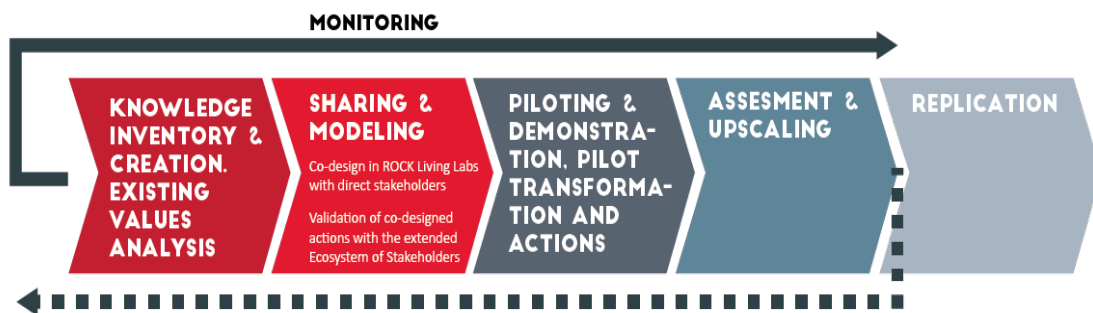 MONITORING
KNOWLEDGE
INVENTORY &
CREATION.
EXISTING
VALUES
ANALYSIS
SHARING &
MODELING
Co-design in ROCK Living Labs
with direct stakeholders
Validation of co-designed
actions with the extended
Ecosystem of Stakeholders
PILOTING &
DEMONSTRA-
TION, PILOT
TRANSFORMA-
TION AND
ACTIONS
ASSESMENT &
UPSCALING
REPLICATION